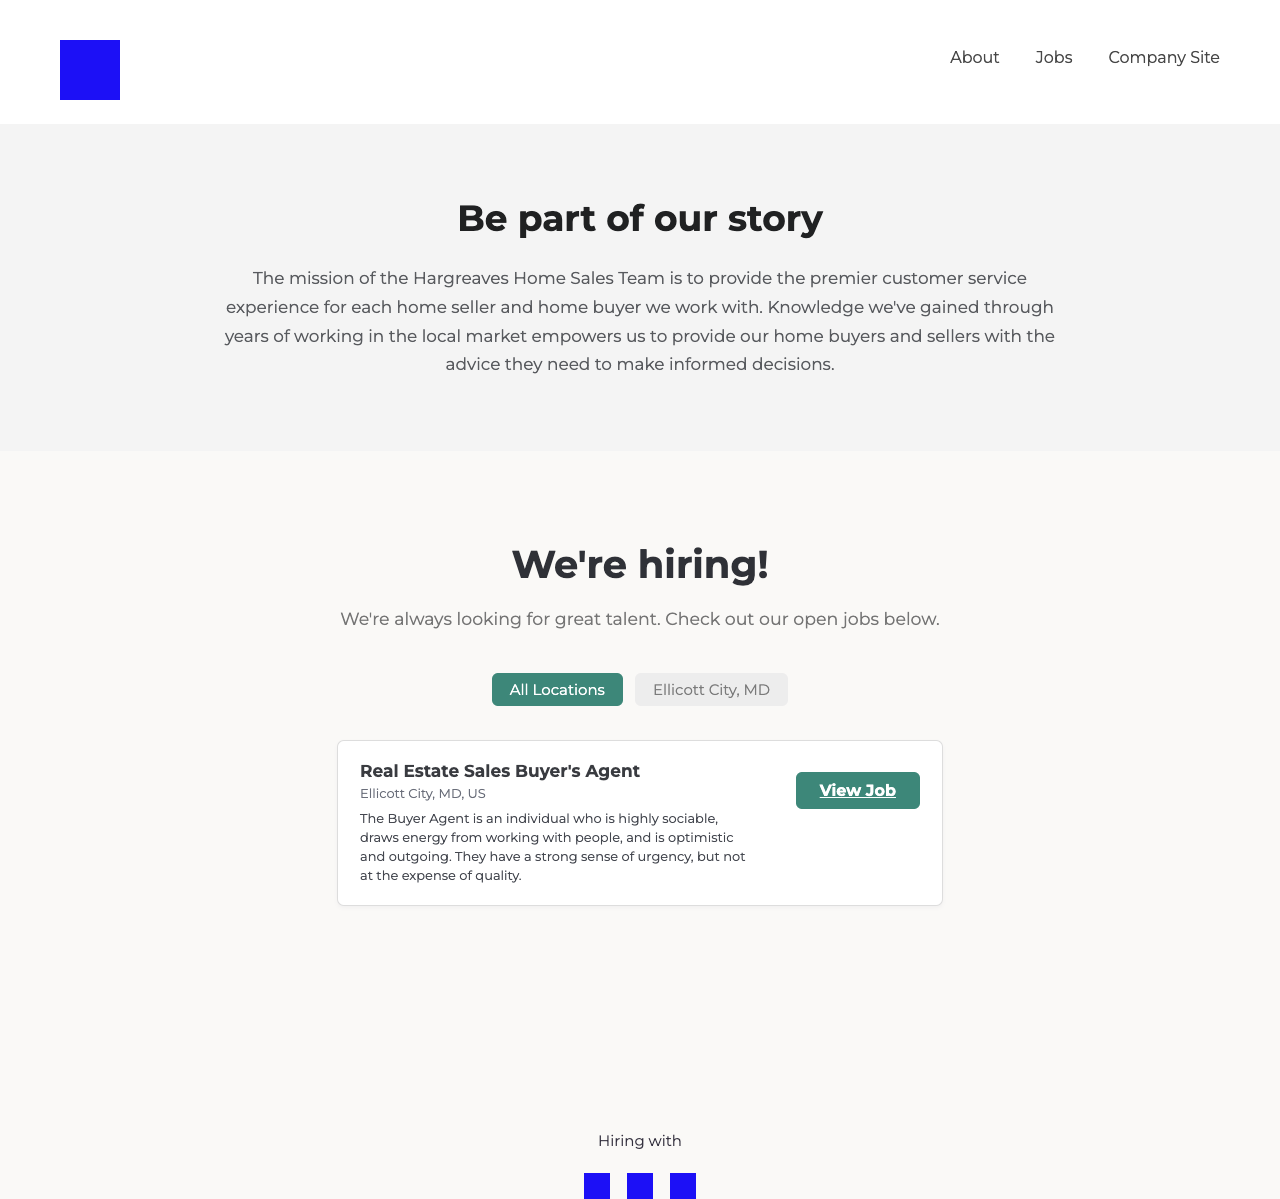 About Jobs Company Site
Be part of our story
The mission of the Hargreaves Home Sales Team is to provide the premier customer service
experience for each home seller and home buyer we work with. Knowledge we've gained through
years of working in the local market empowers us to provide our home buyers and sellers with the
advice they need to make informed decisions.
We're hiring!
We're always looking for great talent. Check out our open jobs below.
All Locations Ellicott City, MD
Real Estate Sales Buyer's Agent
Ellicott City, MD, US
View Job
The Buyer Agent is an individual who is highly sociable,
draws energy from working with people, and is optimistic
and outgoing. They have a strong sense of urgency, but not
at the expense of quality.
Hiring with